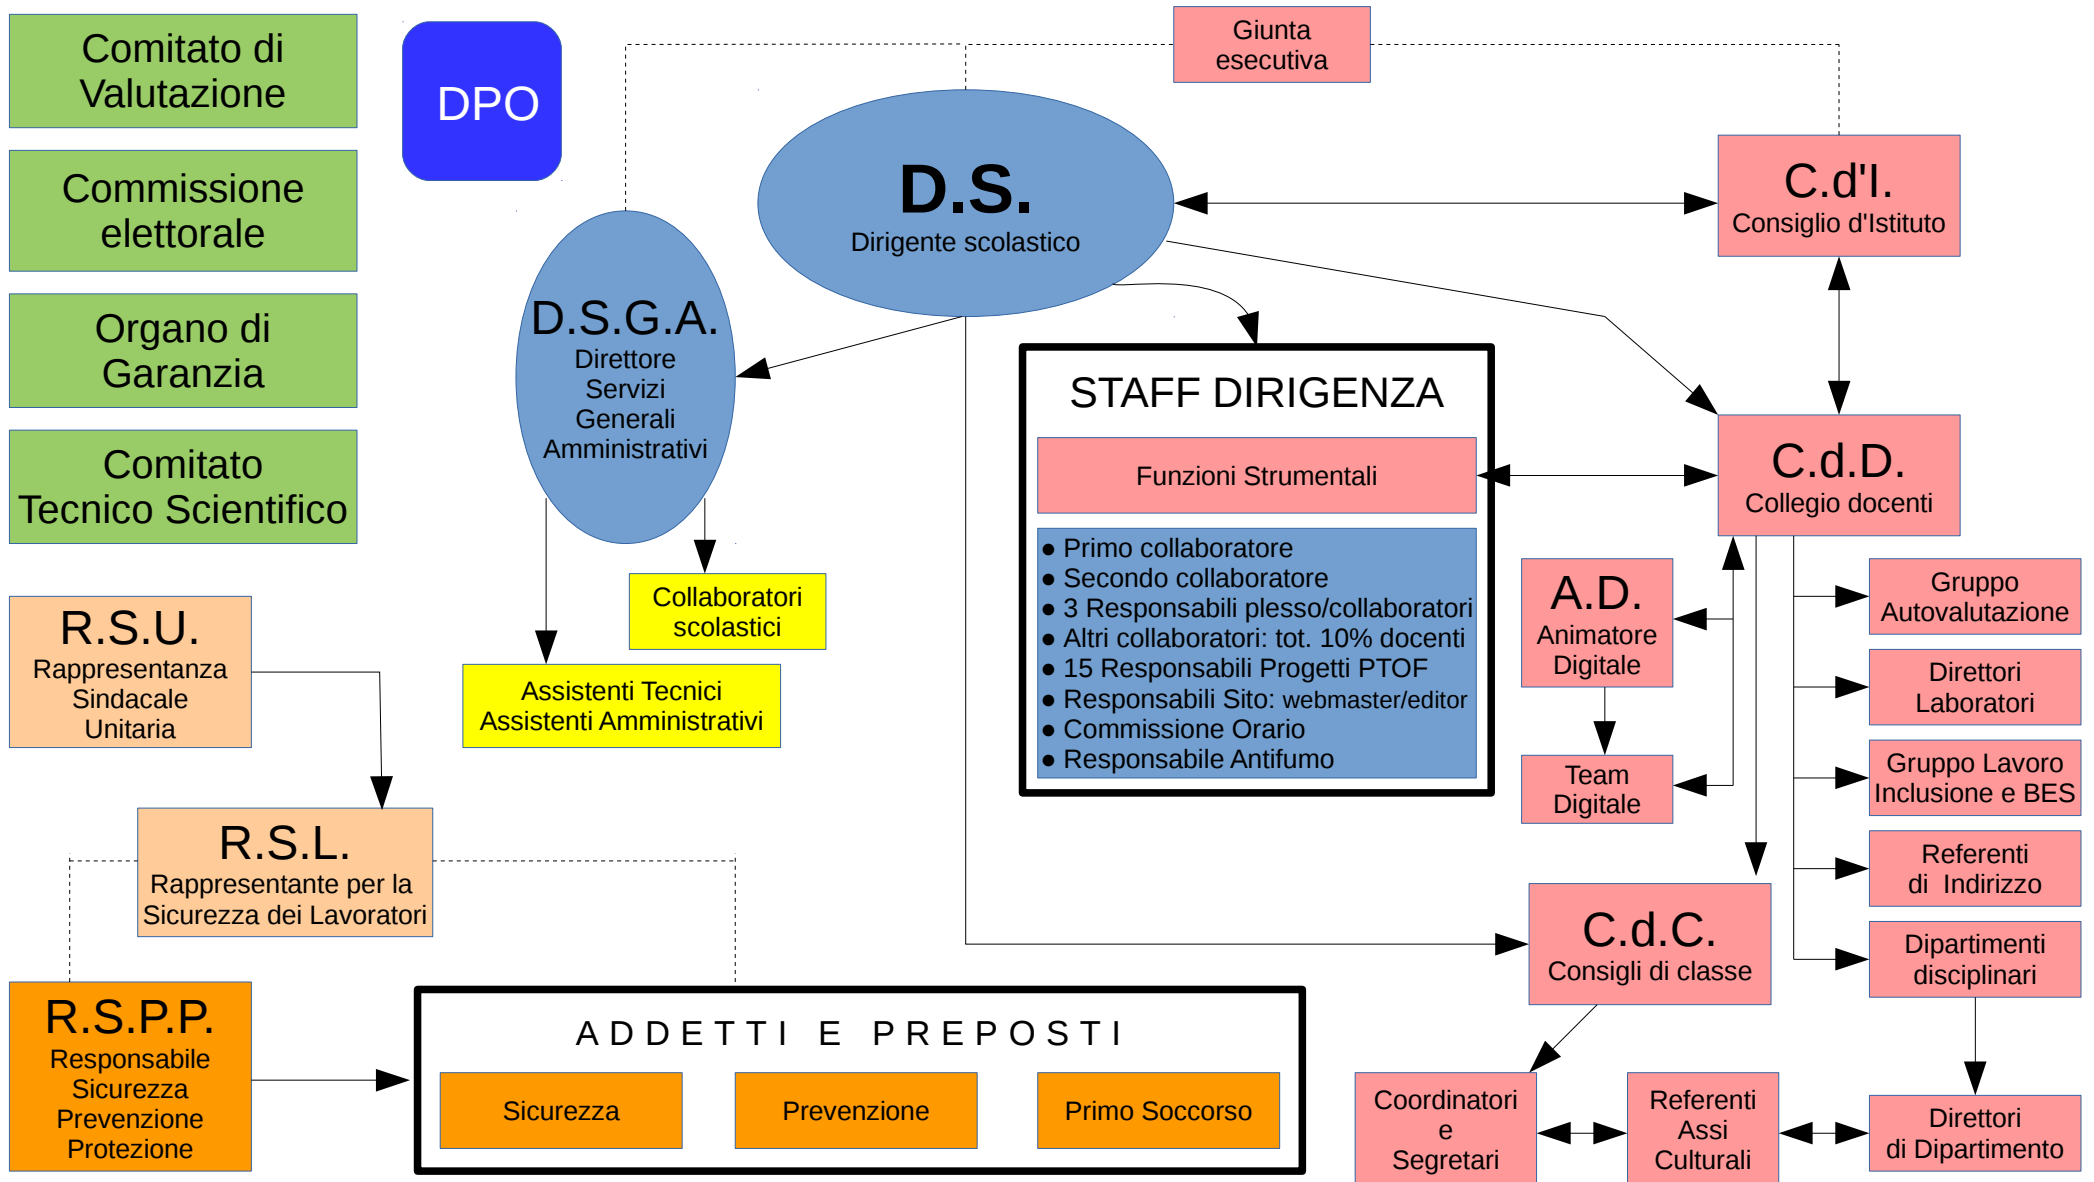 Comitato di
Valutazione
Commissione
elettorale
Organo di
Garanzia
Comitato
Tecnico Scientifico
DPO
Giunta
esecutiva
D.S.
Dirigente scolastico
C.d'I.
Consiglio d'Istituto
D.S.G.A.
Direttore
Servizi
Generali
Amministrativi
STAFF DIRIGENZA
Funzioni Strumentali
● Primo collaboratore
● Secondo collaboratore
● 3 Responsabili plesso/collaboratori
● Altri collaboratori: tot. 10% docenti
● 15 Responsabili Progetti PTOF
● Responsabili Sito: webmaster/editor
● Commissione Orario
● Responsabile Antifumo
C.d.D.
Collegio docenti
Collaboratori
scolastici
Assistenti Tecnici
Assistenti Amministrativi
A.D.
Animatore
Digitale
Team
Digitale
Gruppo
Autovalutazione
Direttori
Laboratori
Gruppo Lavoro
Inclusione e BES
Referenti
di Indirizzo
Dipartimenti
disciplinari
R.S.U.
Rappresentanza
Sindacale
Unitaria
R.S.L.
Rappresentante per la
Sicurezza dei Lavoratori
R.S.P.P.
Responsabile
Sicurezza
Prevenzione
Protezione
ADDETTI E PREPOSTI
Sicurezza
Prevenzione
Primo Soccorso
C.d.C.
Consigli di classe
Coordinatori
e
Segretari
Referenti
Assi
Culturali
Direttori
di Dipartimento